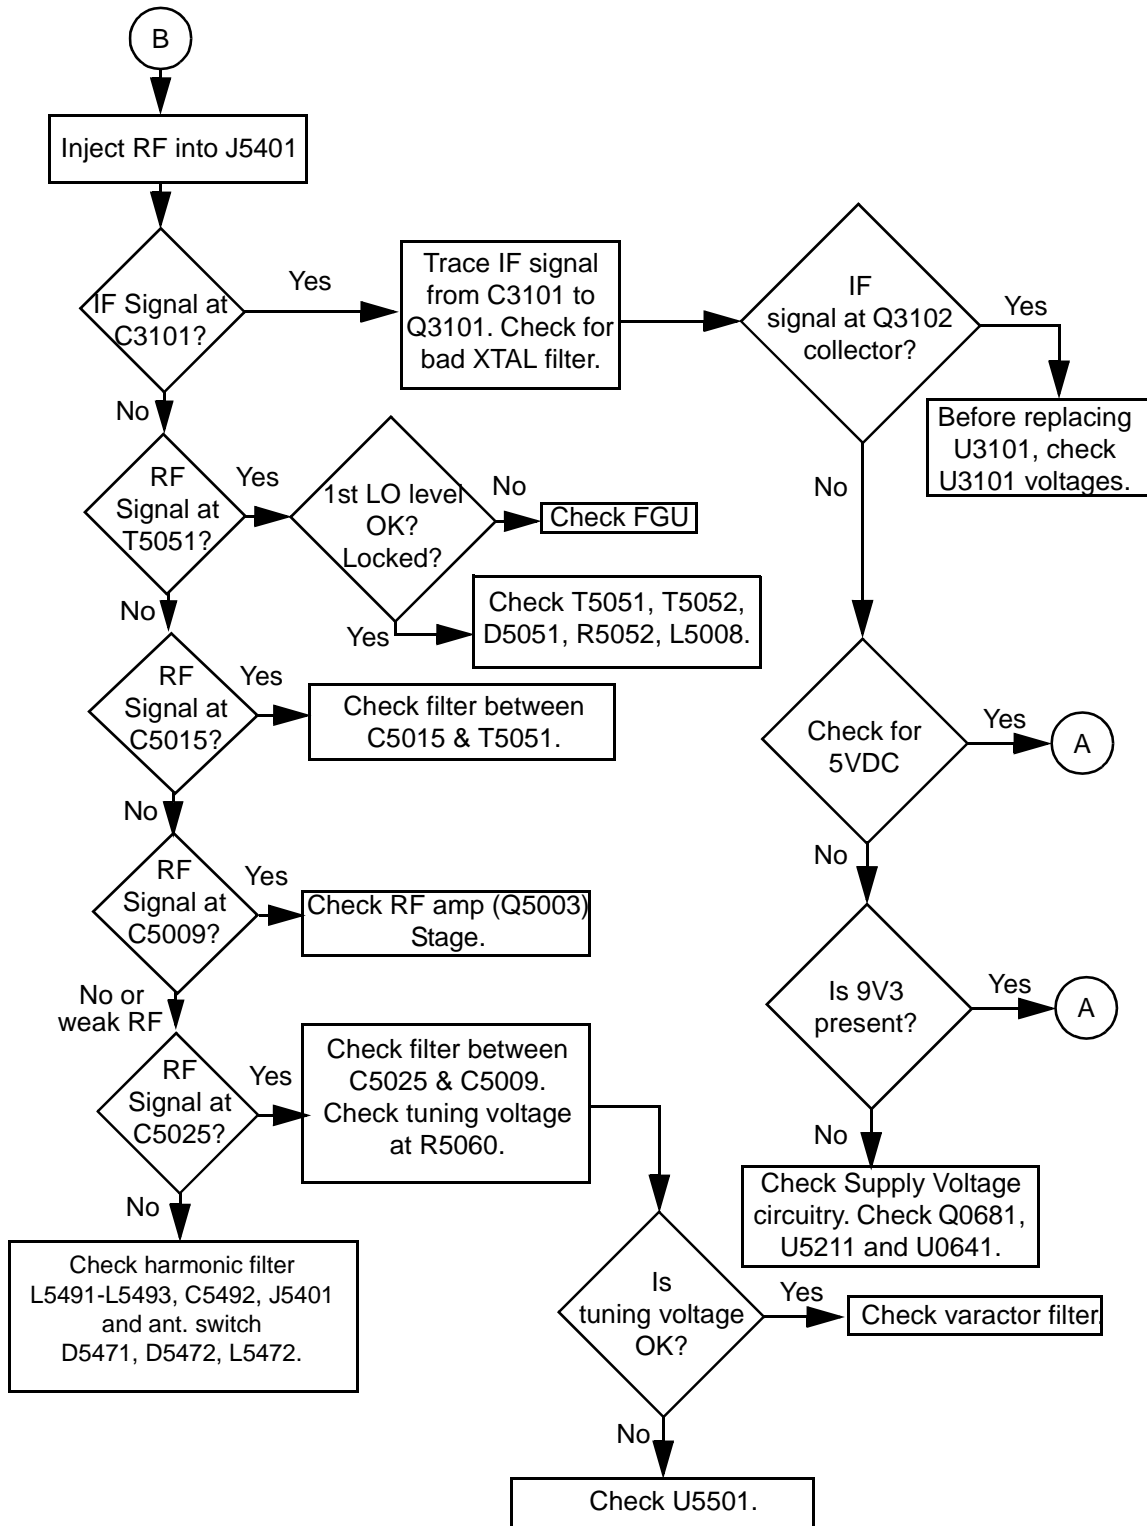 B
Inject RF into J5401
IF Signal at
C3101?
Yes
Trace IF signal
from C3101 to
Q3101. Check for
bad XTAL filter.
IF
signal at Q3102
collector?
Yes
Before replacing
U3101, check
U3101 voltages.
No
No
RF
Signal at
T5051?
Yes
1st LO level
OK?
Locked?
No
Check FGU
Yes
Check T5051, T5052,
D5051, R5052, L5008.
No
RF
Signal at
C5015?
Yes
Check filter between
C5015 & T5051.
Check for
5VDC
Yes
A
No
No
RF
Signal at
C5009?
Yes
Check RF amp (Q5003)
Stage.
Is 9V3
present?
Yes
A
No or
weak RF
RF
Signal at
C5025?
Yes
Check filter between
C5025 & C5009.
Check tuning voltage
at R5060.
No
Check Supply Voltage
circuitry. Check Q0681,
U5211 and U0641.
No
Check harmonic filter
L5491-L5493, C5492, J5401
and ant. switch
D5471, D5472, L5472.
Is
tuning voltage
OK?
Yes
Check varactor filter.
No
Check U5501.